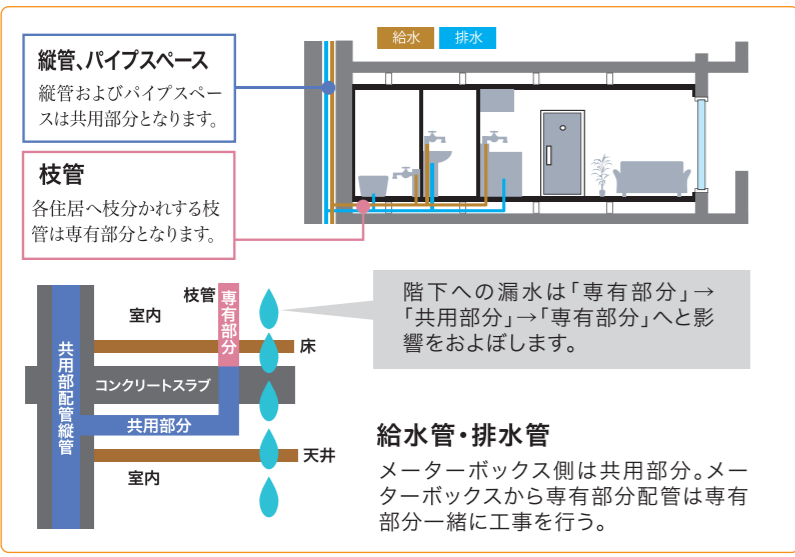 縦管、パイプスペース
縦管およびパイプスペー
スは共用部分となります。
給水
排水
枝管
各住居へ枝分かれする枝
管は専有部分となります。
枝管
専有部分
室内
床
共用部配管縦管
コンクリートスラブ
共用部分
天井
室内
階下への漏水は「専有部分」→
「共用部分」→「専有部分」へと影
響をおよぼします。
給水管・排水管
メーターボックス側は共用部分。メー
ターボックスから専有部分配管は専有
部分一緒に工事を行う。